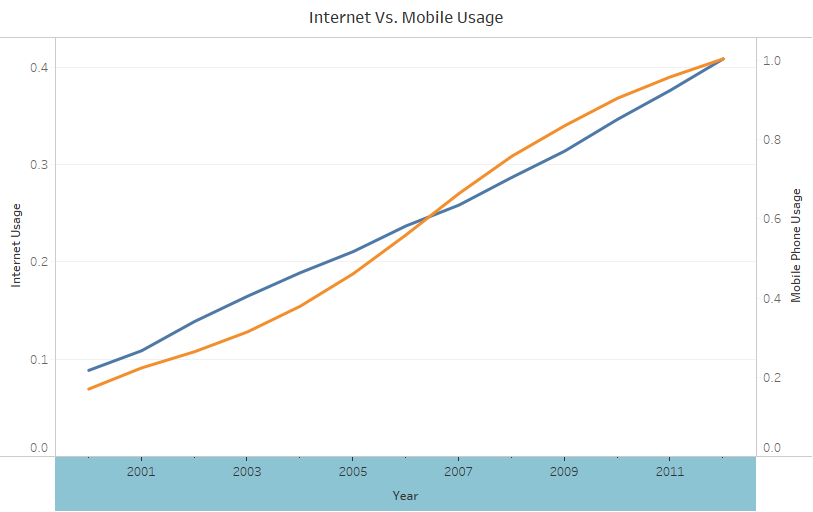 Internet Vs. Mobile Usage
0.4
0.3
0.2
0.1
0.0
Internet Usage
1.0
0.8
0.6
0.4
0.2
0.0
Mobile Phone Usage
2001 2003 2005 2007 2009 2011
Year